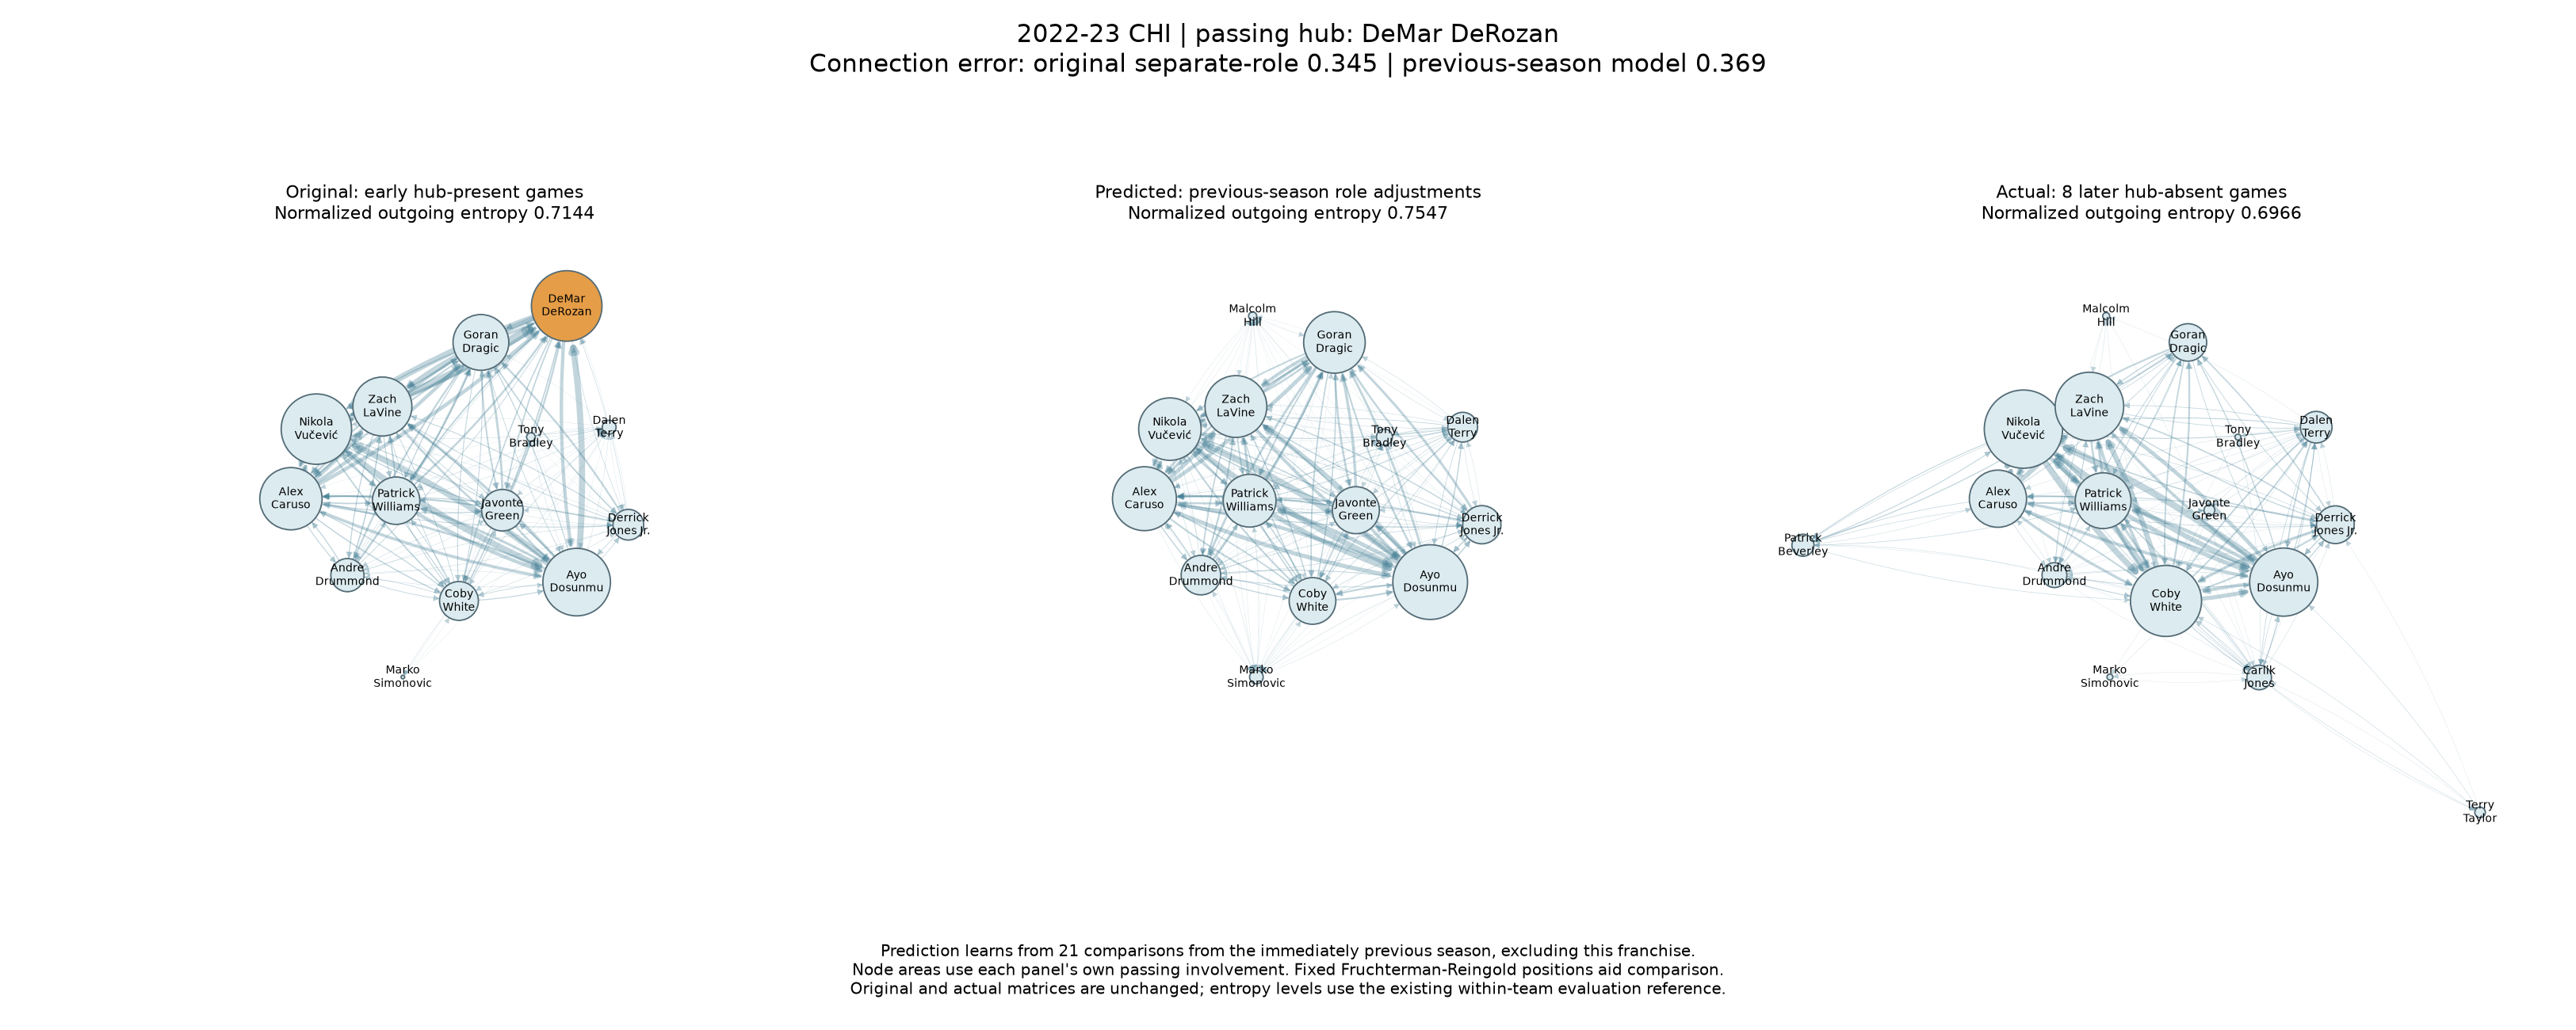 2022-23 CHI | passing hub: DeMar DeRozan
Connection error: original separate-role 0.345 | previous-season model 0.369
Original: early hub-present games
Normalized outgoing entropy 0.7144
DeMar
DeRozan
Goran
Dragic
Zach
LaVine
Nikola
Vučević
Dalen
Terry
Tony
Bradley
Alex
Caruso
Patrick
Williams
Javonte
Green
Derrick
Jones Jr.
Andre
Drummond
Ayo
Dosunmu
Coby
White
Marko
Simonovic
Predicted: previous-season role adjustments
Normalized outgoing entropy 0.7547
Malcolm
Hill
Goran
Dragic
Zach
LaVine
Nikola
Vučević
Dalen
Terry
Tony
Bradley
Alex
Caruso
Patrick
Williams
Javonte
Green
Derrick
Jones Jr.
Andre
Drummond
Ayo
Dosunmu
Coby
White
Marko
Simonovic
Actual: 8 later hub-absent games
Normalized outgoing entropy 0.6966
Malcolm
Hill
Goran
Dragic
Zach
LaVine
Nikola
Vučević
Dalen
Terry
Tony
Bradley
Alex
Caruso
Patrick
Williams
Javonte
Green
Derrick
Jones Jr.
Patrick
Beverley
Andre
Drummond
Ayo
Dosunmu
Coby
White
Marko
Simonovic
Carlik
Jones
Terry
Taylor
Prediction learns from 21 comparisons from the immediately previous season, excluding this franchise.
Node areas use each panel's own passing involvement. Fixed Fruchterman-Reingold positions aid comparison.
Original and actual matrices are unchanged; entropy levels use the existing within-team evaluation reference.